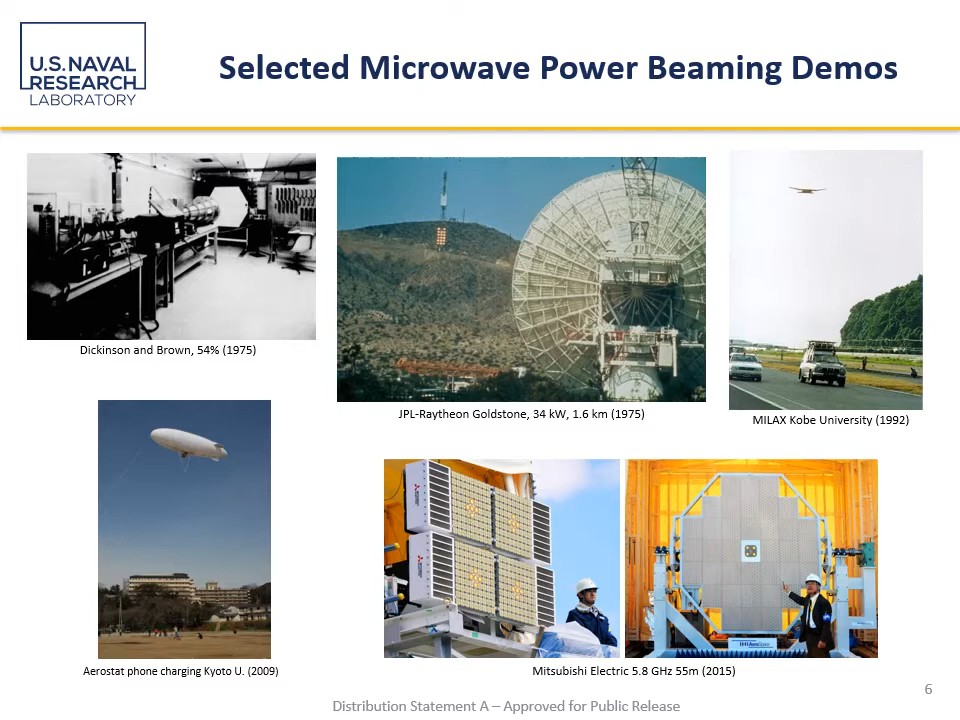 U.S. NAVAL
RESEARCH
LABORATORY
Selected Microwave Power Beaming Demos
Dickinson and Brown, 54% (1975)
JPL-Raytheon Goldstone, 34 kW, 1.6 km (1975)
MILAX Kobe University (1992)
Aerostat phone charging Kyoto U. (2009)
Mitsubishi Electric 5.8 GHz 55m (2015)
6
Distribution Statement A – Approved for Public Release